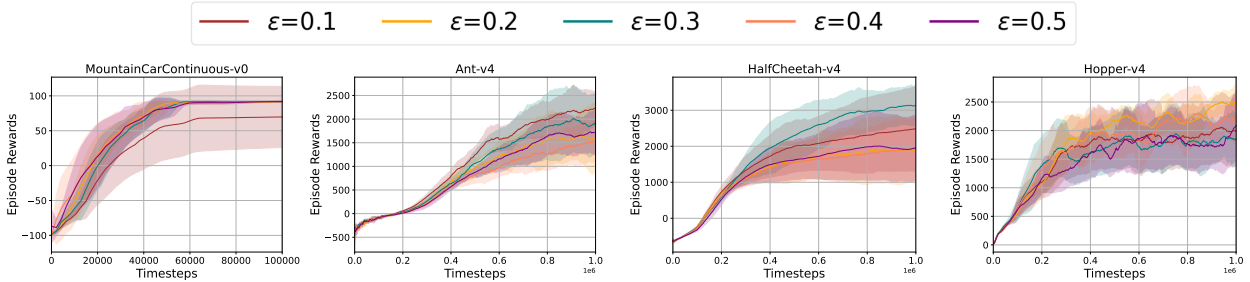 ε=0.1 ε=0.2 ε=0.3 ε=0.4 ε=0.5
MountainCarContinuous-v0
Episode Rewards
100
50
0
−50
−100
0 20000 40000 60000 80000 100000
Timesteps
Ant-v4
Episode Rewards
2500
2000
1500
1000
500
0
−500
0.0 0.2 0.4 0.6 0.8 1.0
1e6
Timesteps
HalfCheetah-v4
Episode Rewards
3000
2000
1000
0
0.0 0.2 0.4 0.6 0.8 1.0
1e6
Timesteps
Hopper-v4
Episode Rewards
2500
2000
1500
1000
500
0
0.0 0.2 0.4 0.6 0.8 1.0
1e6
Timesteps